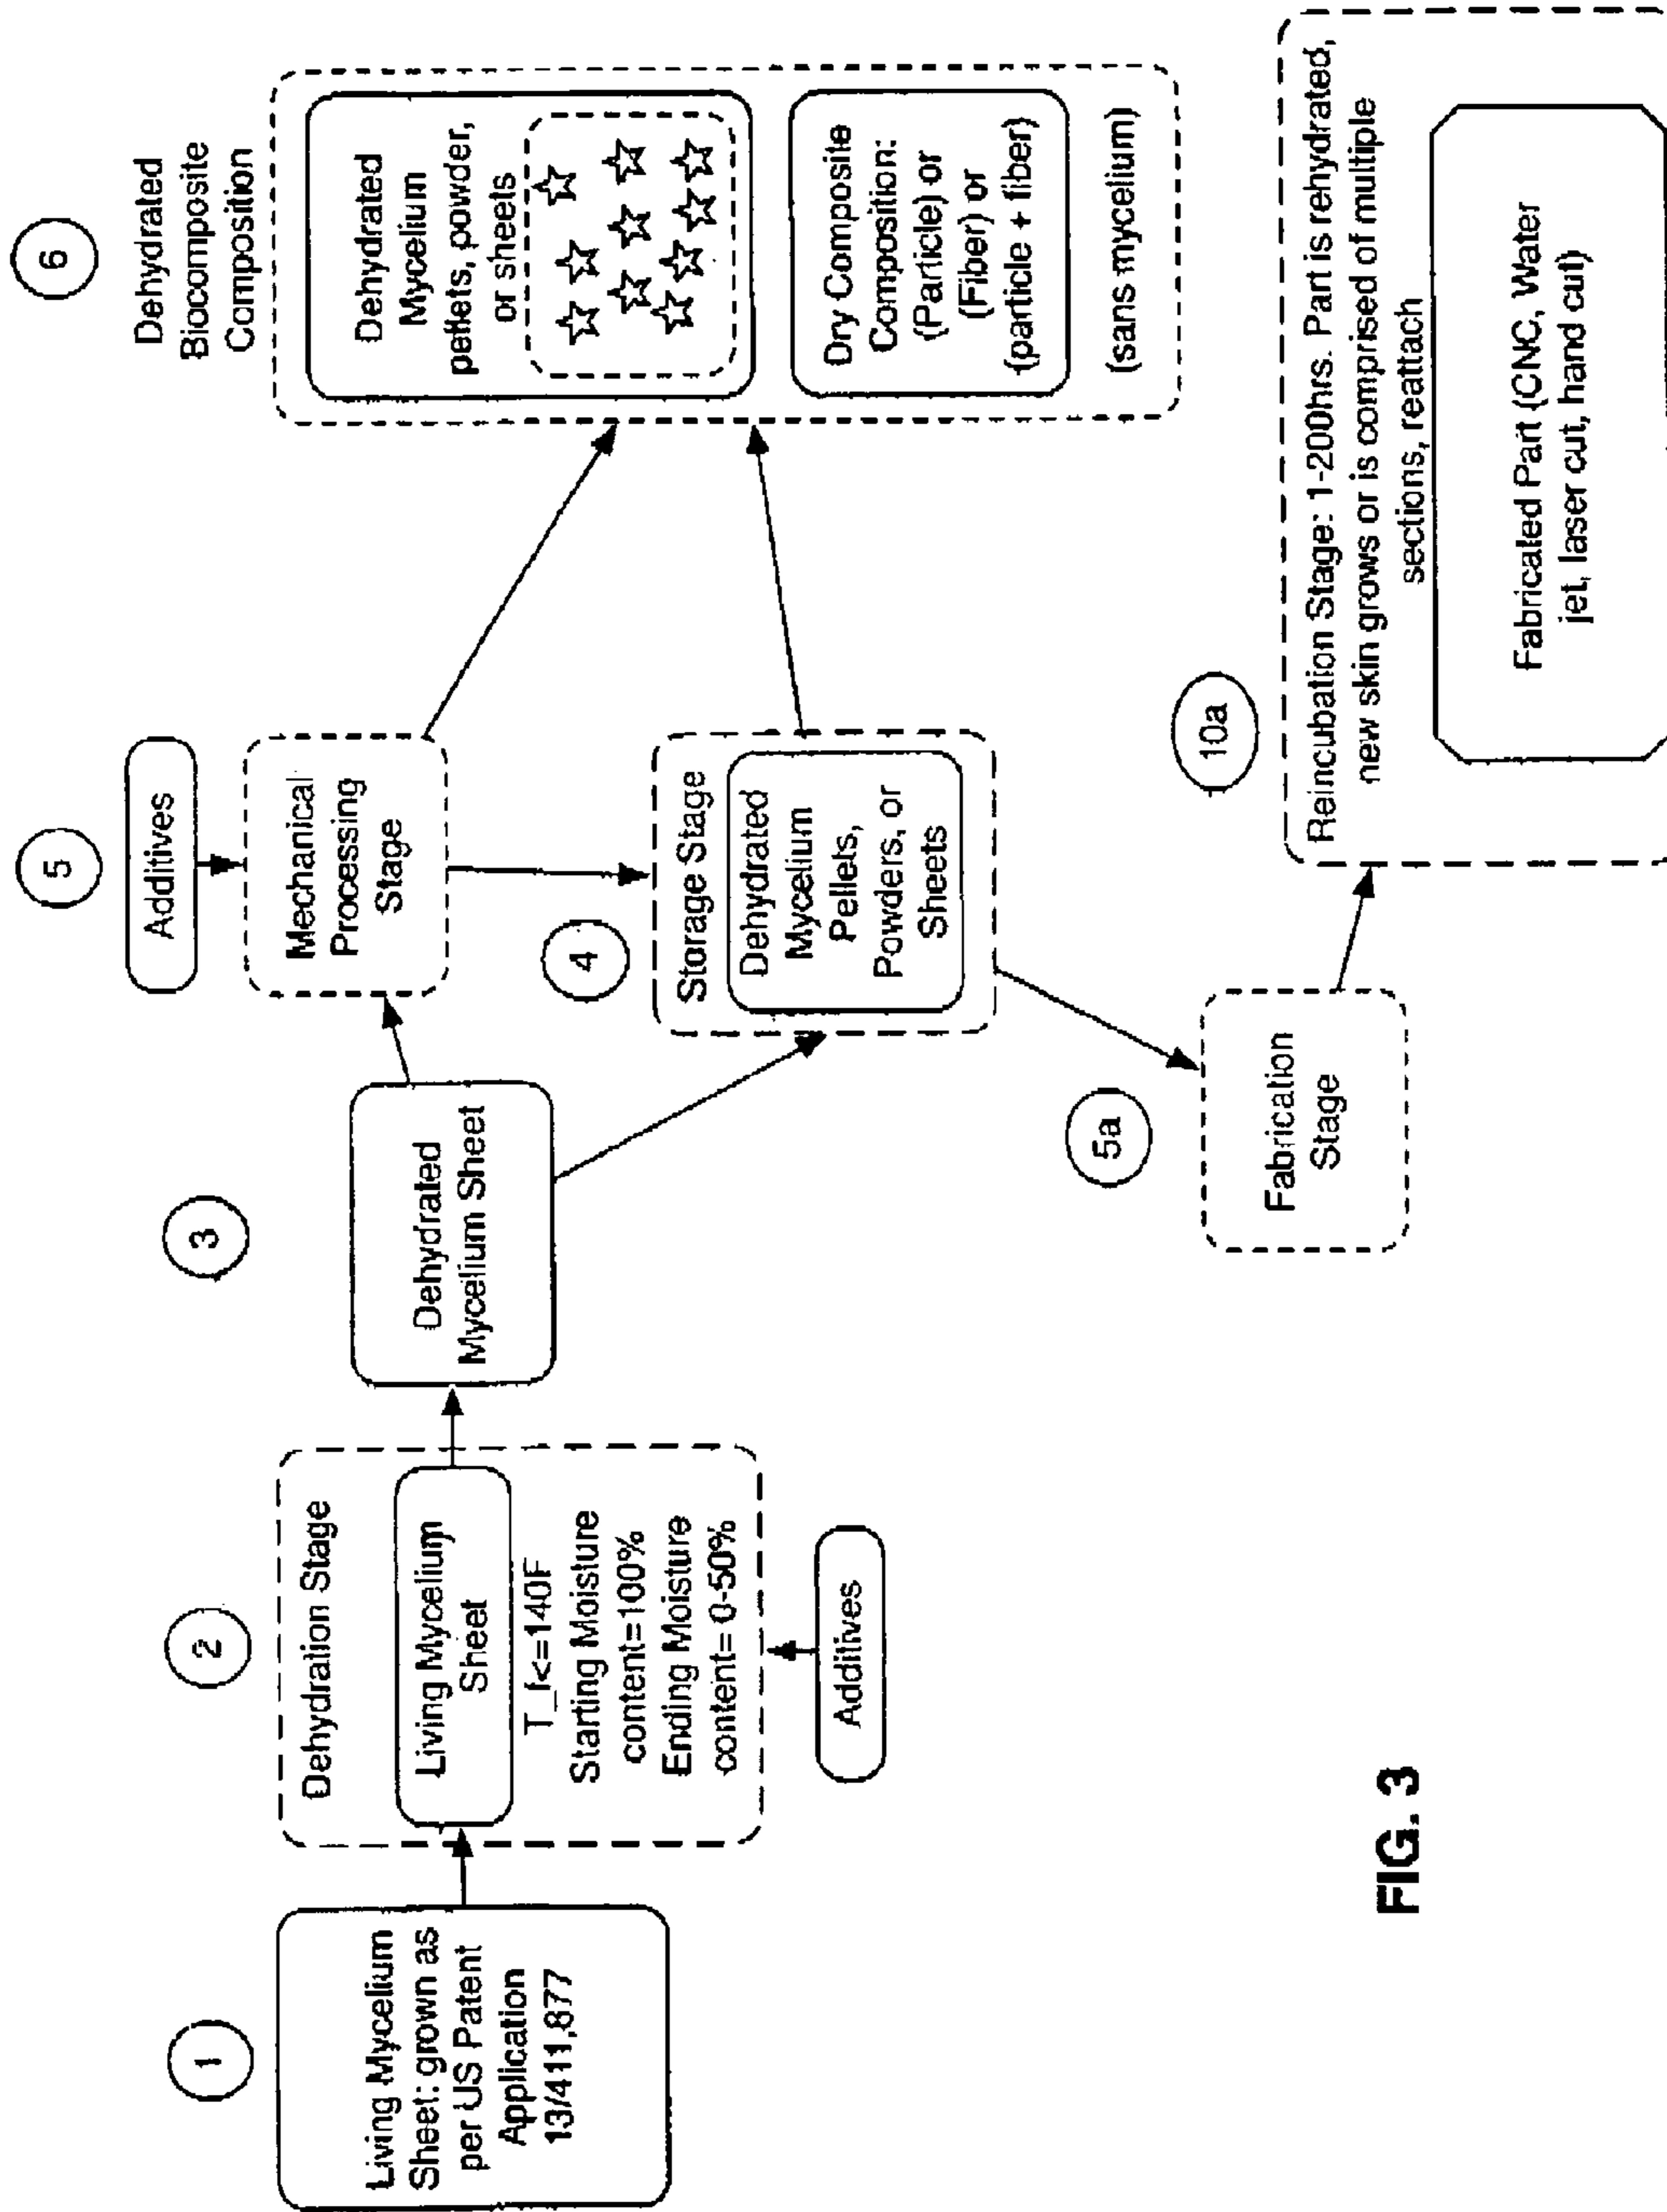 1
Living Mycelium
Sheet: grown as
per US Patent
Application
13/411,877
2
Dehydration Stage
Living Mycelium
Sheet
T_f<=140F
Starting Moisture
content=100%
Ending Moisture
content= 0-50%
Additives
3
Dehydrated
Mycelium Sheet
5
Additives
Mechanical
Processing
Stage
4
Storage Stage
Dehydrated
Mycelium
Pellets,
Powders, or
Sheets
5a
Fabrication
Stage
6
Dehydrated
Biocomposite
Composition
Dehydrated
Mycelium
pellets, powder,
or sheets
Dry Composite
Composition:
(Particle) or
(Fiber) or
(particle + fiber)
(sans mycelium)
10a
Reincubation Stage: 1-200hrs. Part is rehydrated,
new skin grows or is comprised of multiple
sections, reattach
Fabricated Part (CNC, Water
jet, laser cut, hand cut)
FIG. 3